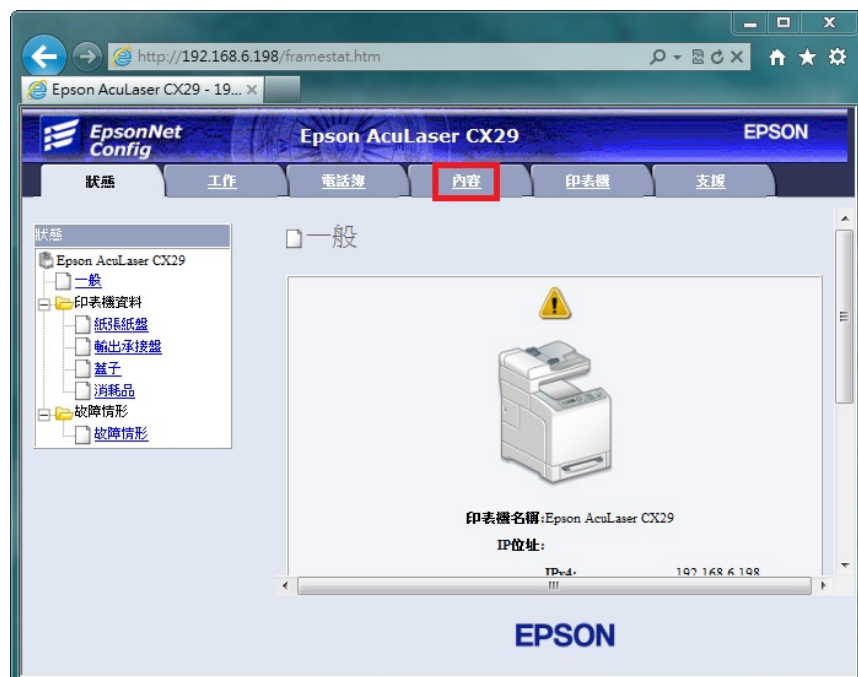 http://192.168.6.198/framestat.htm
Epson AcuLaser CX29 - 19...
EpsonNet
Config
Epson AcuLaser CX29
EPSON
狀態
工作
電話簿
內容
印表機
支援
狀態
Epson AcuLaser CX29
一般
印表機資料
紙張紙盤
輸出承接盤
蓋子
消耗品
故障情形
故障情形
一般
印表機名稱:Epson AcuLaser CX29
IP位址:
IPv4: 192.168.6.198
EPSON